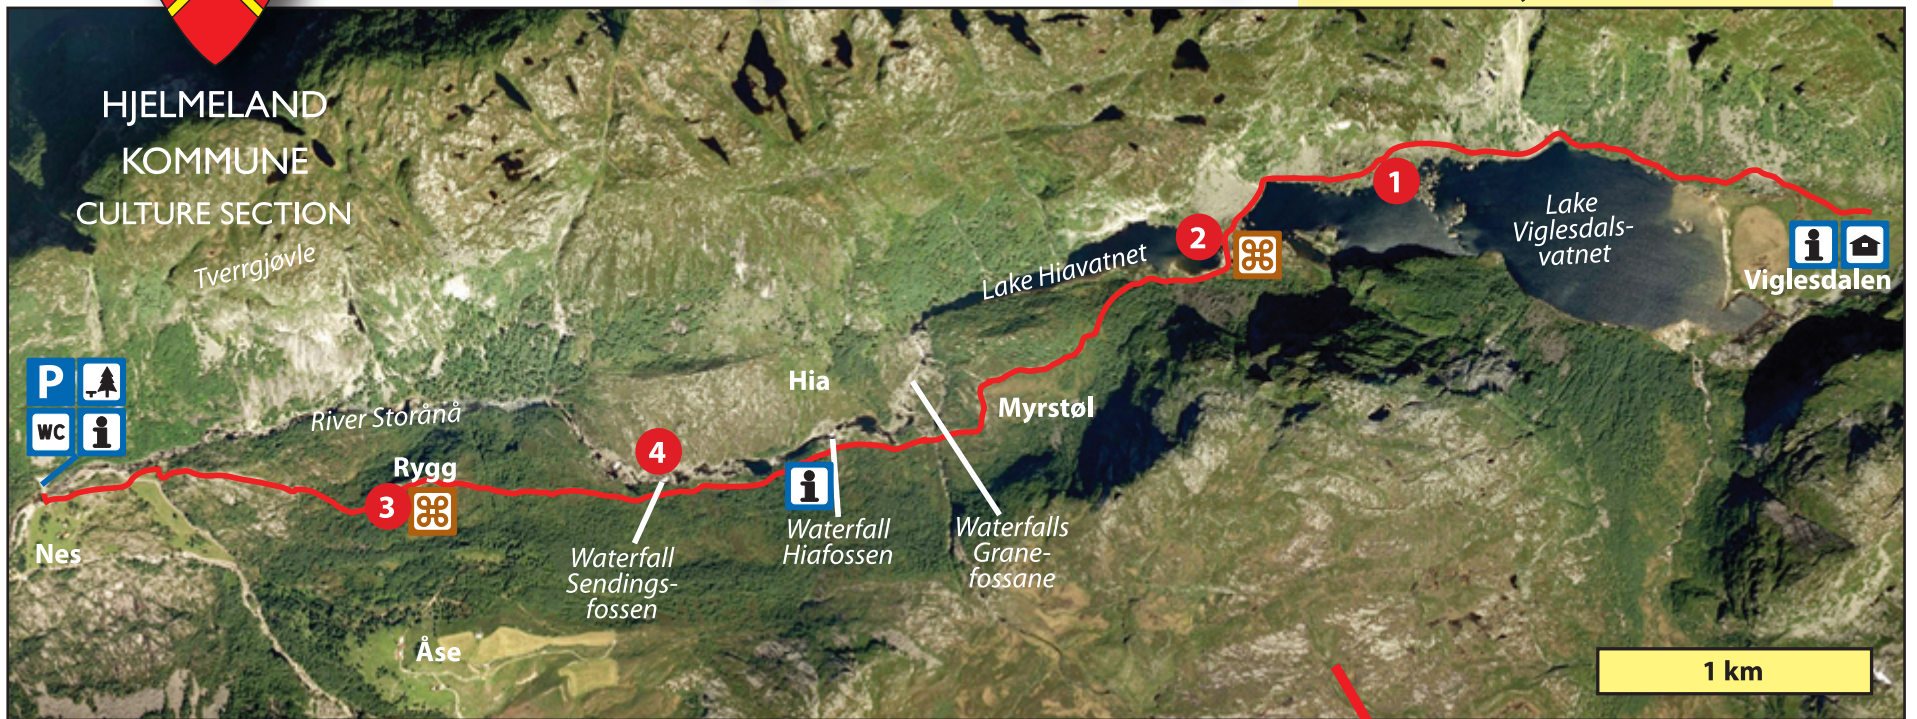 HJELMELAND
KOMMUNE
CULTURE SECTION
Tverrgjøvle
1
Lake
Viglesdals-
vatnet
2
Lake Hiavatnet
Viglesdalen
P
WC
River Storånå
Hia
Myrstøl
4
Rygg
3
Nes
Waterfall
Sendings-
fossen
Waterfall
Hiafossen
Waterfalls
Grane-
fossane
Åse
1 km